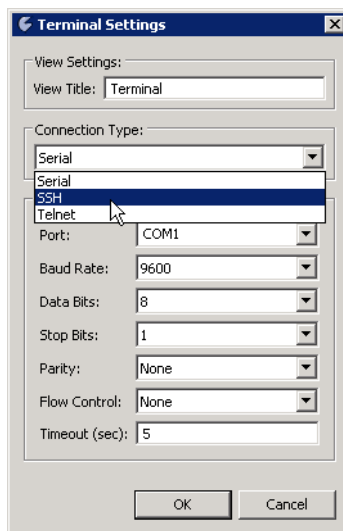 Terminal Settings
View Settings:
View Title: Terminal
Connection Type:
Serial
Serial
SSH
Telnet
Port: COM1
Baud Rate: 9600
Data Bits: 8
Stop Bits: 1
Parity: None
Flow Control: None
Timeout (sec): 5
OK Cancel